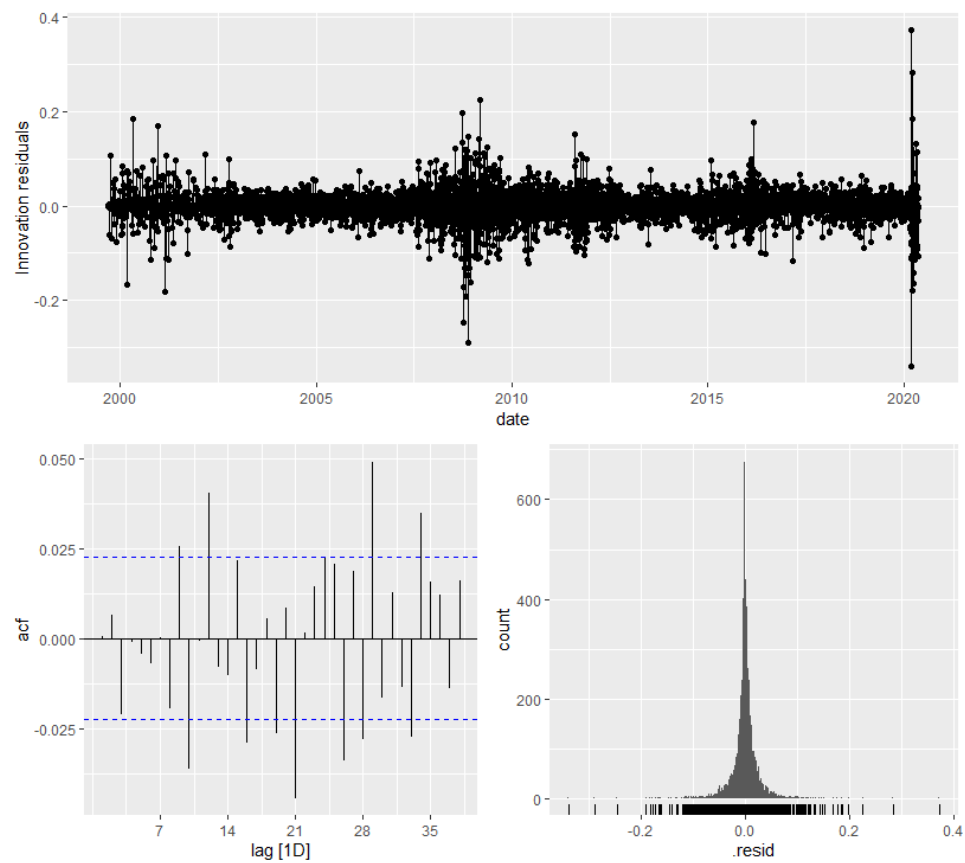 0.4
0.2
0.0
-0.2
Innovation residuals
2000 2005 2010 2015 2020
date
0.050
0.025
0.000
-0.025
acf
7 14 21 28 35
lag [1D]
600
400
200
0
count
-0.2 0.0 0.2 0.4
.resid